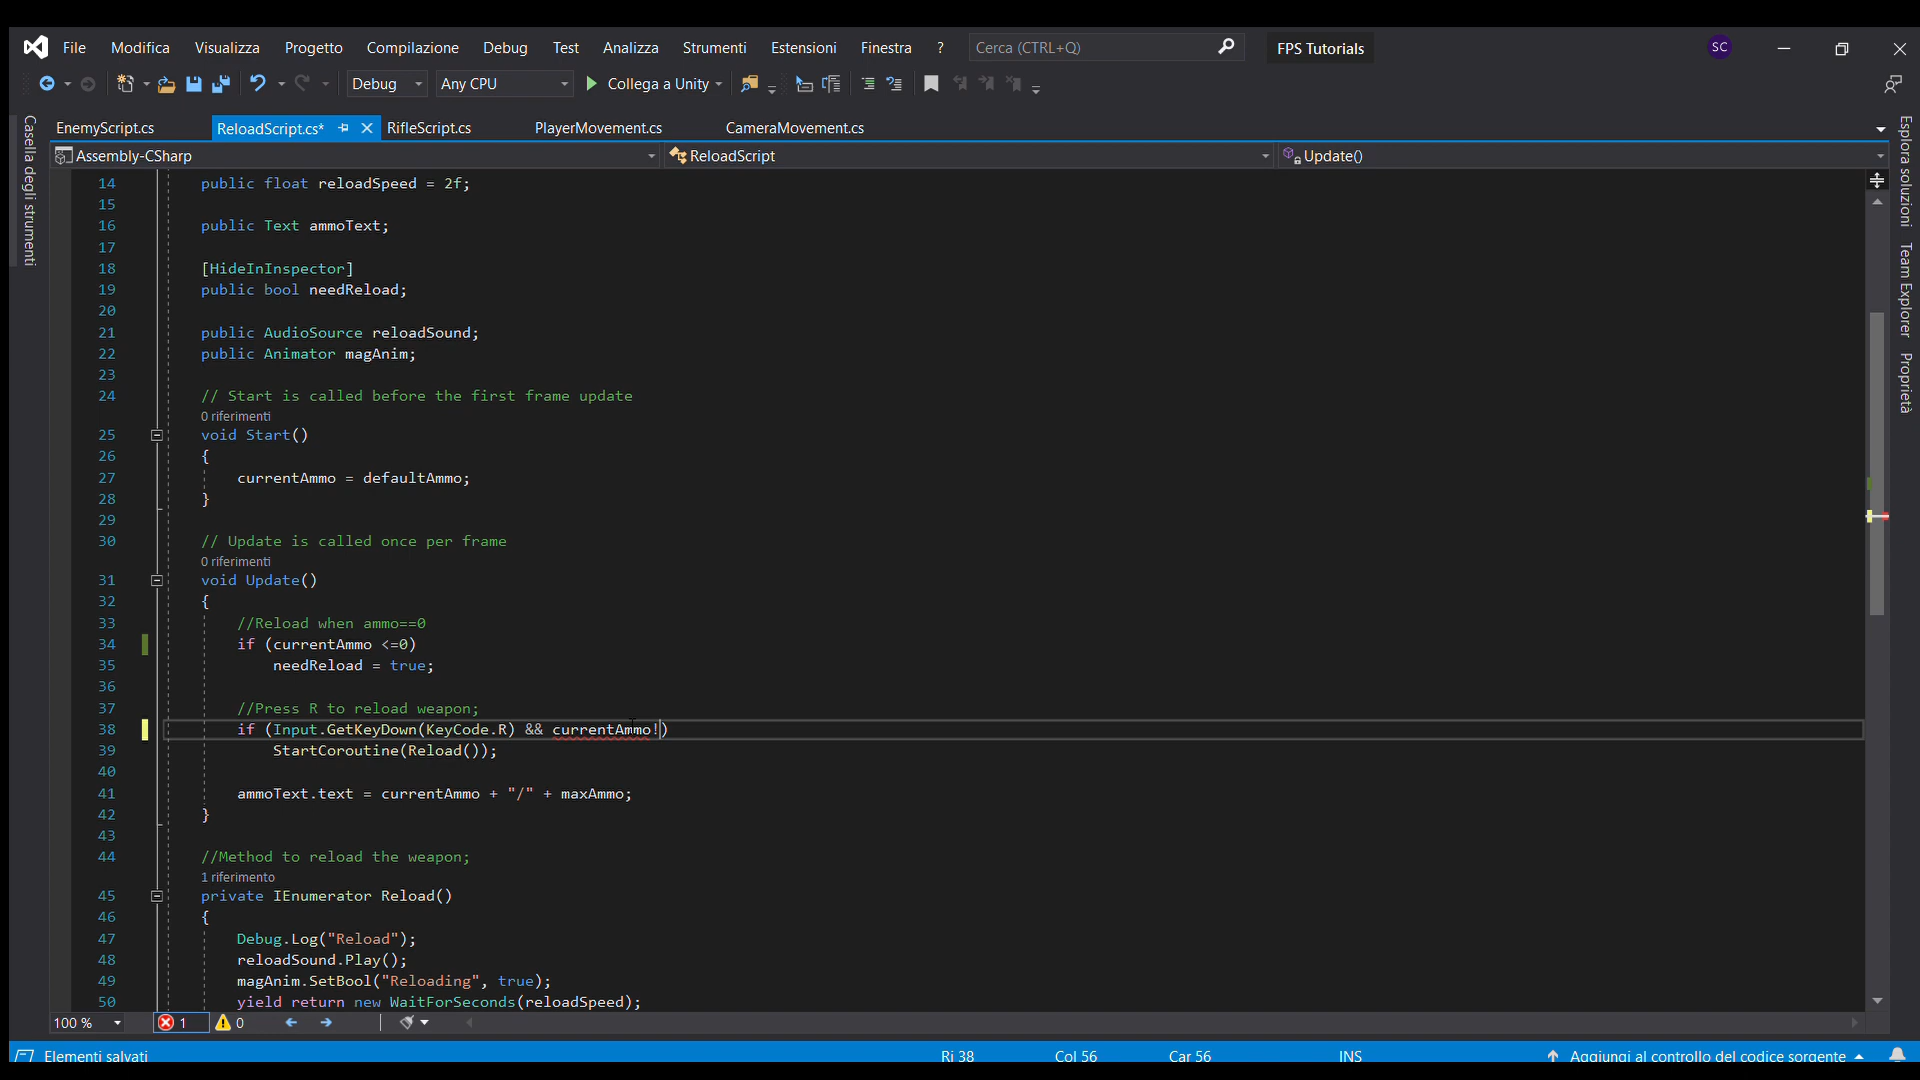 File Modifica Visualizza Progetto Compilazione Debug Test Analizza Strumenti Estensioni Finestra ? Cerca (CTRL+Q) FPS Tutorials SC
Debug Any CPU Collega a Unity
EnemyScript.cs ReloadScript.cs* RifleScript.cs PlayerMovement.cs CameraMovement.cs
Assembly-CSharp ReloadScript Update()
Casella degli strumenti
Esplora soluzioni
Team Explorer
Proprietà
14 public float reloadSpeed = 2f;
15
16 public Text ammoText;
17
18 [HideInInspector]
19 public bool needReload;
20
21 public AudioSource reloadSound;
22 public Animator magAnim;
23
24 // Start is called before the first frame update
0 riferimenti
25 void Start()
26 {
27 currentAmmo = defaultAmmo;
28 }
29
30 // Update is called once per frame
0 riferimenti
31 void Update()
32 {
33 //Reload when ammo==0
34 if (currentAmmo <=0)
35 needReload = true;
36
37 //Press R to reload weapon;
38 if (Input.GetKeyDown(KeyCode.R) && currentAmmo!)
39 StartCoroutine(Reload());
40
41 ammoText.text = currentAmmo + "/" + maxAmmo;
42 }
43
44 //Method to reload the weapon;
1 riferimento
45 private IEnumerator Reload()
46 {
47 Debug.Log("Reload");
48 reloadSound.Play();
49 magAnim.SetBool("Reloading", true);
50 yield return new WaitForSeconds(reloadSpeed);
100 % 1 0
Elementi salvati Ri 38 Col 56 Car 56 INS Aggiungi al controllo del codice sorgente